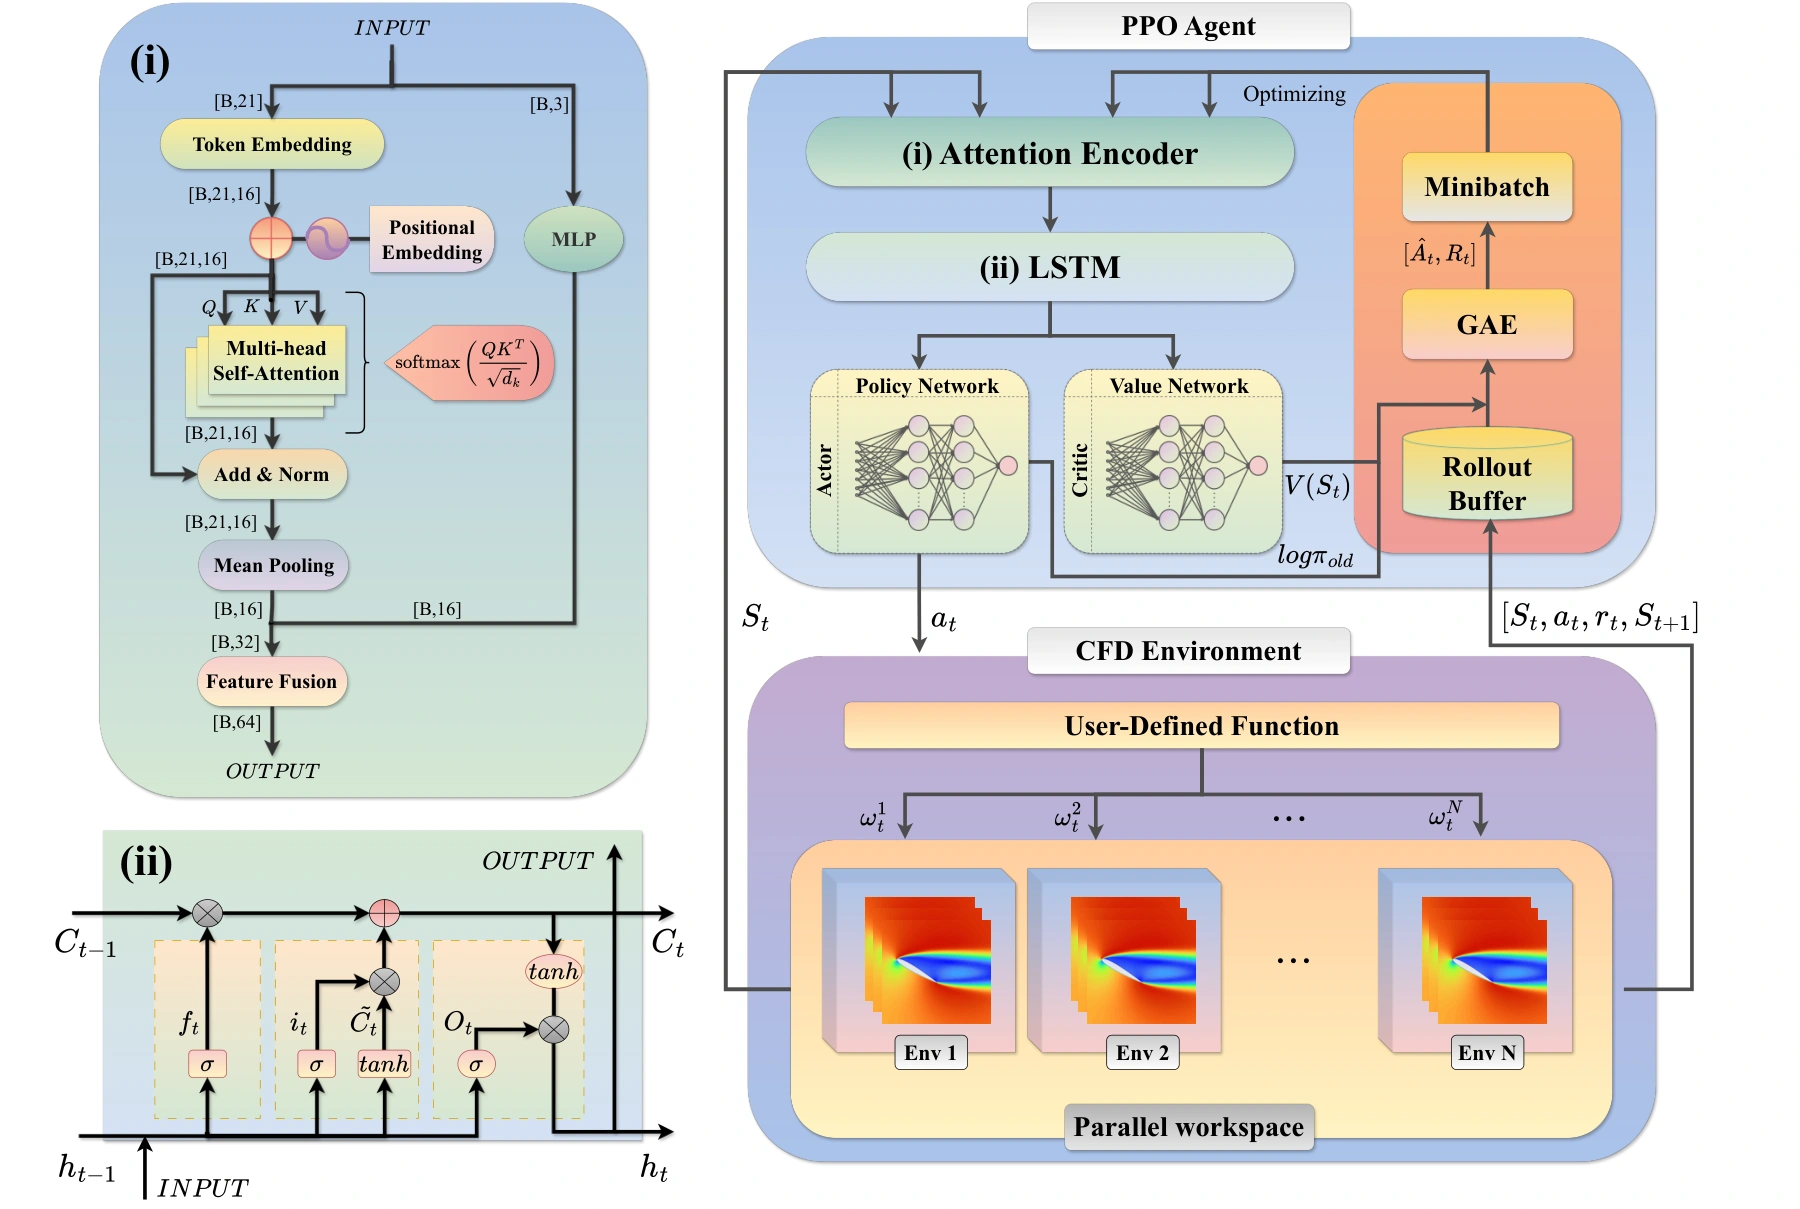 (i)
INPUT
[B,21]
[B,3]
Token Embedding
[B,21,16]
Positional
Embedding
MLP
[B,21,16]
Q
K
V
Multi-head
Self-Attention
softmax(QK^T/√d_k)
[B,21,16]
Add & Norm
[B,21,16]
Mean Pooling
[B,16]
[B,16]
[B,32]
Feature Fusion
[B,64]
OUTPUT
(ii)
OUTPUT
C_{t-1}
C_t
tanh
f_t
i_t
C̃_t
O_t
σ
σ
tanh
σ
h_{t-1}
h_t
INPUT
PPO Agent
Optimizing
(i) Attention Encoder
(ii) LSTM
Policy Network
Actor
Value Network
Critic
V(S_t)
logπ_{old}
Minibatch
[Â_t, R_t]
GAE
Rollout
Buffer
S_t
a_t
[S_t, a_t, r_t, S_{t+1}]
CFD Environment
User-Defined Function
ω_t^1
ω_t^2
...
ω_t^N
...
Env 1
Env 2
Env N
Parallel workspace